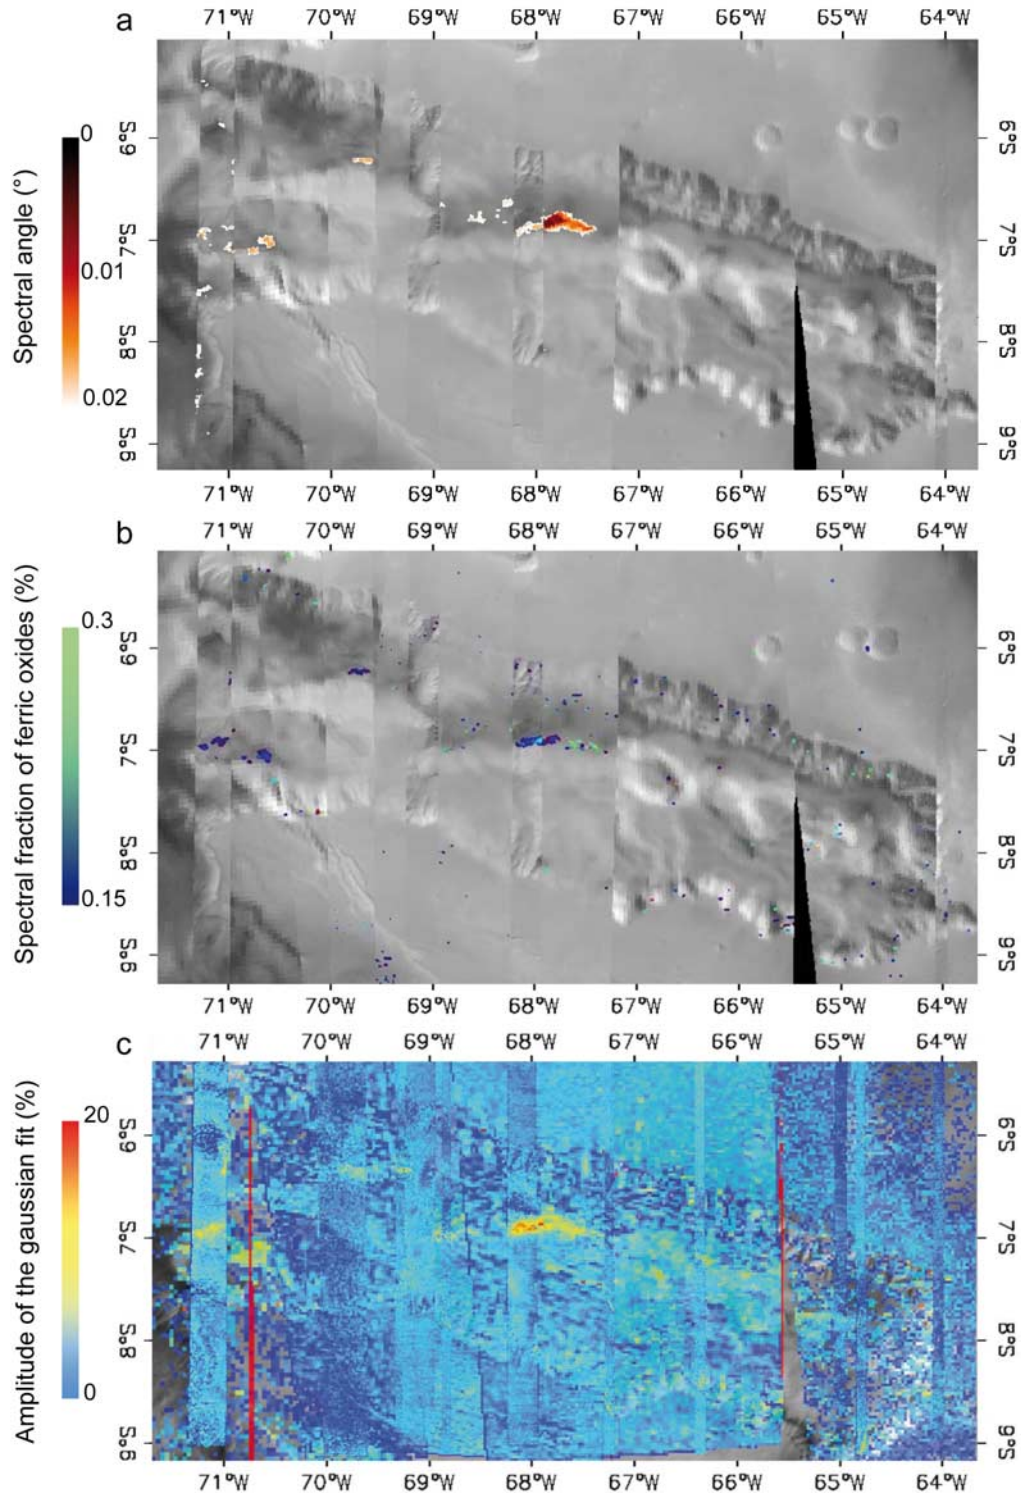 a
71°W 70°W 69°W 68°W 67°W 66°W 65°W 64°W
Spectral angle (°)
0
0.01
0.02
6°S 7°S 8°S 9°S
6°S 7°S 8°S 9°S
71°W 70°W 69°W 68°W 67°W 66°W 65°W 64°W
b
71°W 70°W 69°W 68°W 67°W 66°W 65°W 64°W
Spectral fraction of ferric oxides (%)
0.3
0.15
6°S 7°S 8°S 9°S
6°S 7°S 8°S 9°S
71°W 70°W 69°W 68°W 67°W 66°W 65°W 64°W
c
71°W 70°W 69°W 68°W 67°W 66°W 65°W 64°W
Amplitude of the gaussian fit (%)
20
0
6°S 7°S 8°S 9°S
6°S 7°S 8°S 9°S
71°W 70°W 69°W 68°W 67°W 66°W 65°W 64°W